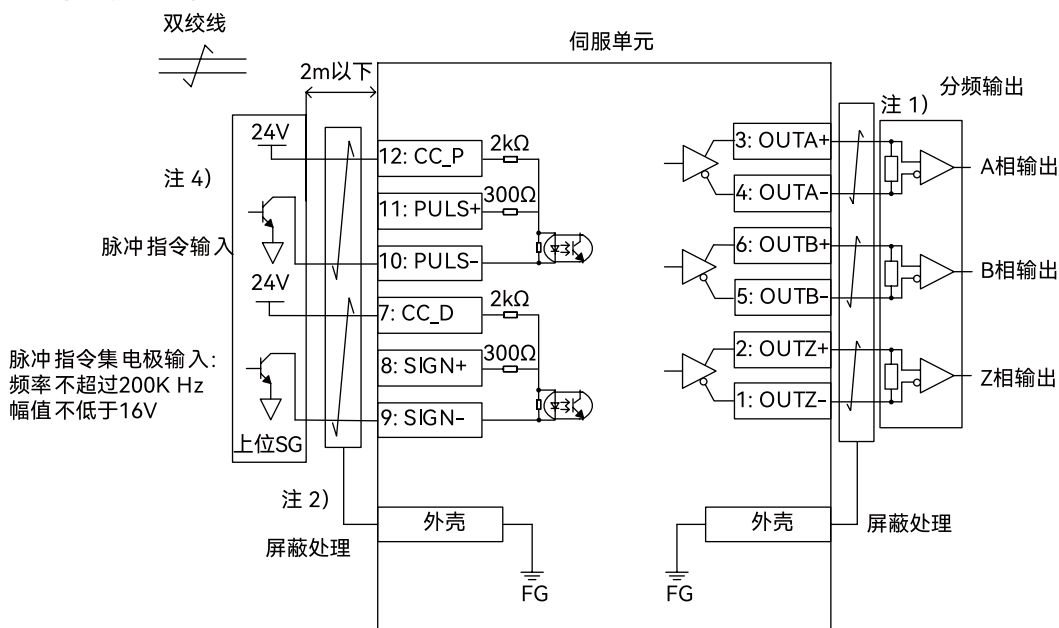 双绞线
2m以下
伺服单元
24V
注 4)
脉冲指令输入
24V
脉冲指令集电极输入:
频率不超过200K Hz
幅值不低于16V
上位SG
注 2)
屏蔽处理
12: CC_P
2kΩ
11: PULS+
300Ω
10: PULS-
7: CC_D
2kΩ
8: SIGN+
300Ω
9: SIGN-
外壳
FG
注 1)
分频输出
3: OUTA+
4: OUTA-
A相输出
6: OUTB+
5: OUTB-
B相输出
2: OUTZ+
1: OUTZ-
Z相输出
外壳
屏蔽处理
FG